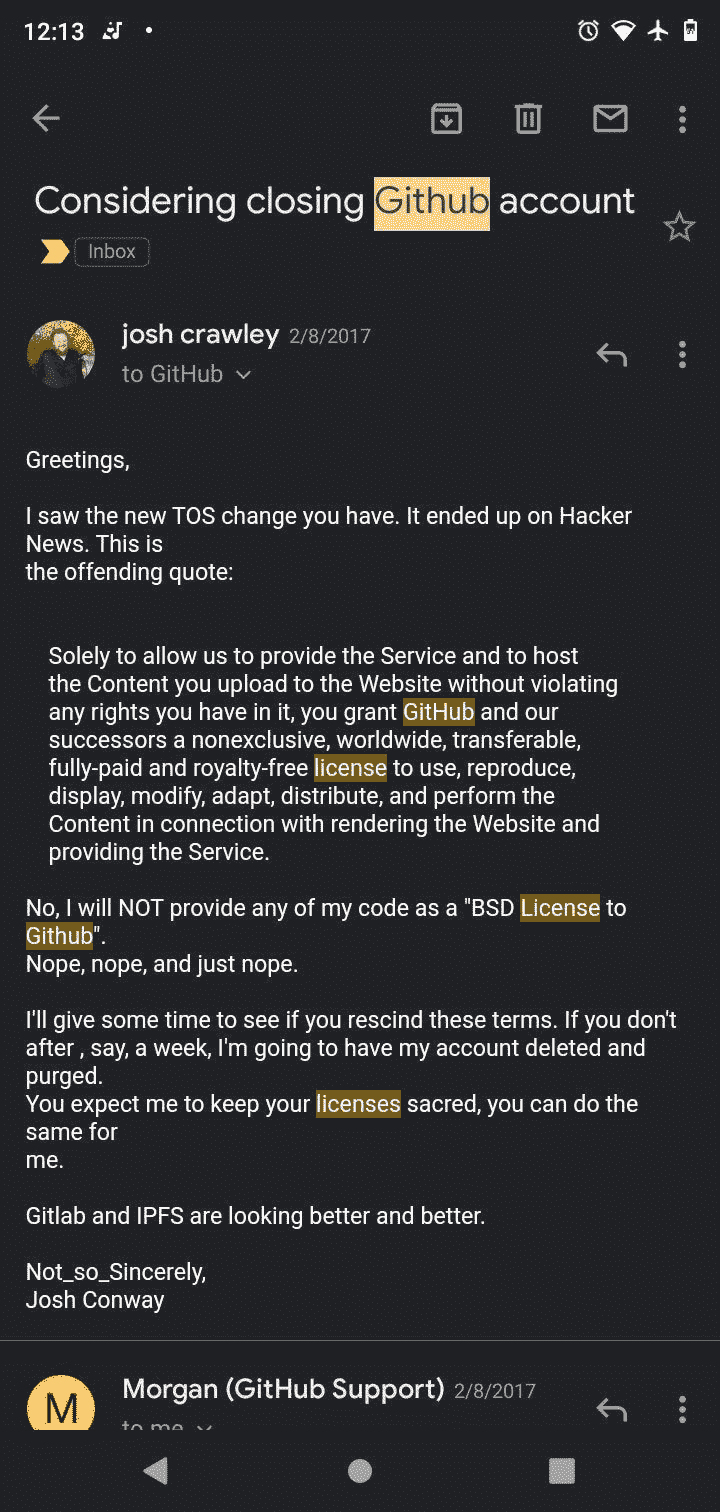 12:13
Considering closing Github account
Inbox
josh crawley 2/8/2017
to GitHub
Greetings,
I saw the new TOS change you have. It ended up on Hacker
News. This is
the offending quote:
Solely to allow us to provide the Service and to host
the Content you upload to the Website without violating
any rights you have in it, you grant GitHub and our
successors a nonexclusive, worldwide, transferable,
fully-paid and royalty-free license to use, reproduce,
display, modify, adapt, distribute, and perform the
Content in connection with rendering the Website and
providing the Service.
No, I will NOT provide any of my code as a "BSD License to
Github".
Nope, nope, and just nope.
I'll give some time to see if you rescind these terms. If you don't
after , say, a week, I'm going to have my account deleted and
purged.
You expect me to keep your licenses sacred, you can do the
same for
me.
Gitlab and IPFS are looking better and better.
Not_so_Sincerely,
Josh Conway
M
Morgan (GitHub Support) 2/8/2017
to me